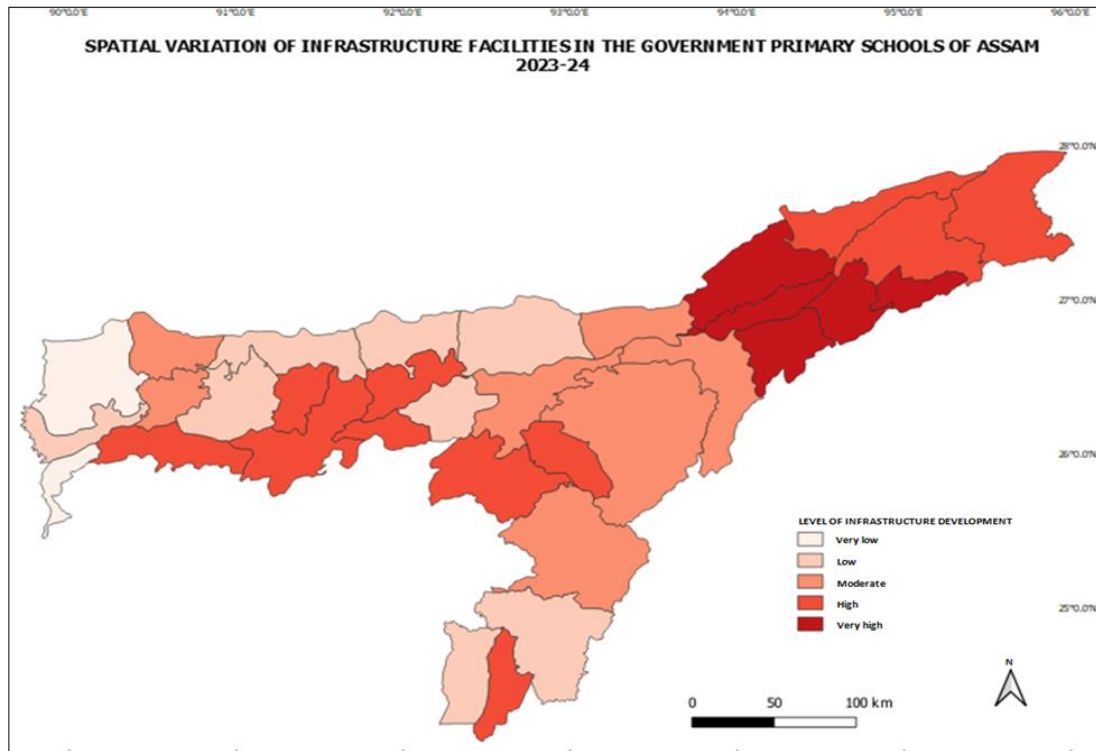 90°0.0'E 91°0.0'E 92°0.0'E 93°0.0'E 94°0.0'E 95°0.0'E 96°0.0'E
SPATIAL VARIATION OF INFRASTRUCTURE FACILITIES IN THE GOVERNMENT PRIMARY SCHOOLS OF ASSAM
2023-24
28°0.0'N
27°0.0'N
26°0.0'N
LEVEL OF INFRASTRUCTURE DEVELOPMENT
Very low
Low
Moderate
High
25°0.0'N
Very high
N
0 50 100 km